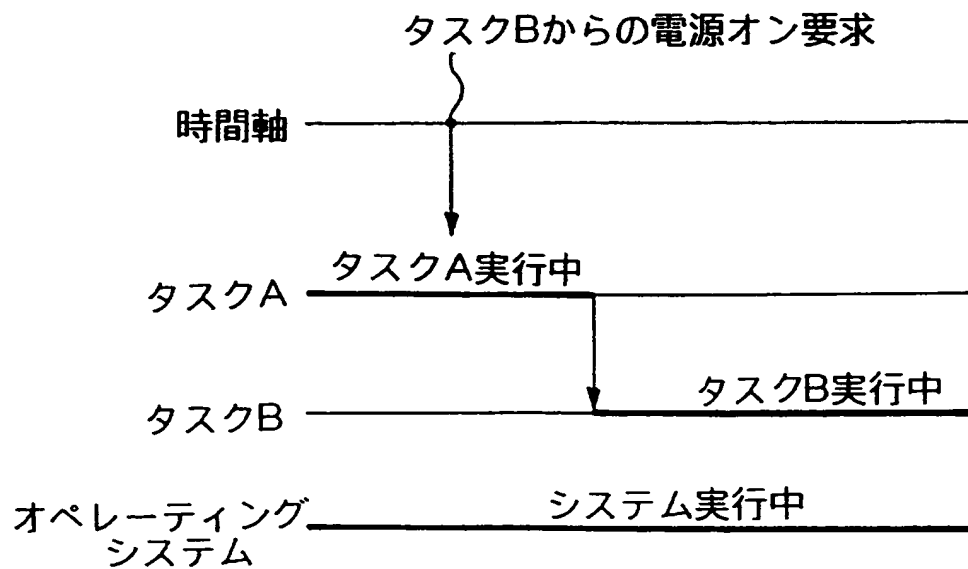 タスクBからの電源オン要求
時間軸
タスクA実行中
タスクA
タスクB実行中
タスクB
システム実行中
オペレーティング
システム